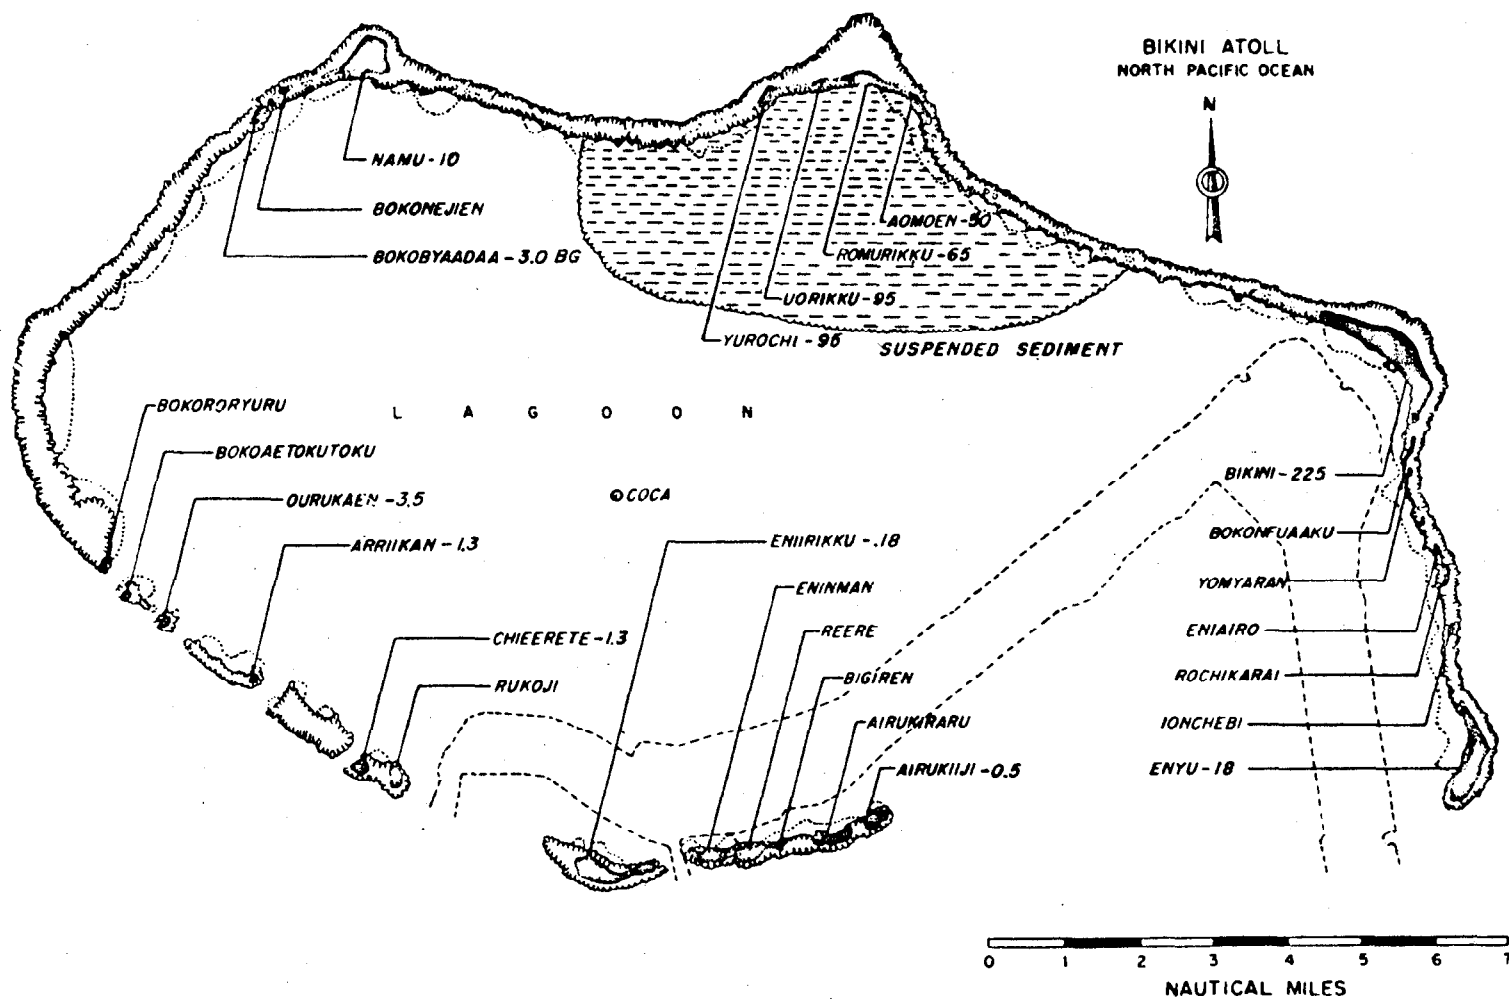 BIKINI ATOLL
NORTH PACIFIC OCEAN
N
NAMU-10
BOKONEJIEN
BOKOBYAADAA-3.0 BG
AOMOEN-50
ROMURIKKU-65
UORIKKU-95
YUROCHI-96
SUSPENDED SEDIMENT
BOKORORYURU
LAGOON
BOKOAETOKUTOKU
OURUKAEN-3.5
COCA
ARRIIKAN-1.3
ENIIRIKKU-.18
ENINMAN
CHIEERETE-1.3
REERE
RUKOJI
BIGIREN
AIRUKIRARU
AIRUKIIJI-0.5
BIKINI-225
BOKONFUAAKU
YOMYARAN
ENIAIRO
ROCHIKARAI
IONCHEBI
ENYU-18
0 1 2 3 4 5 6 7
NAUTICAL MILES